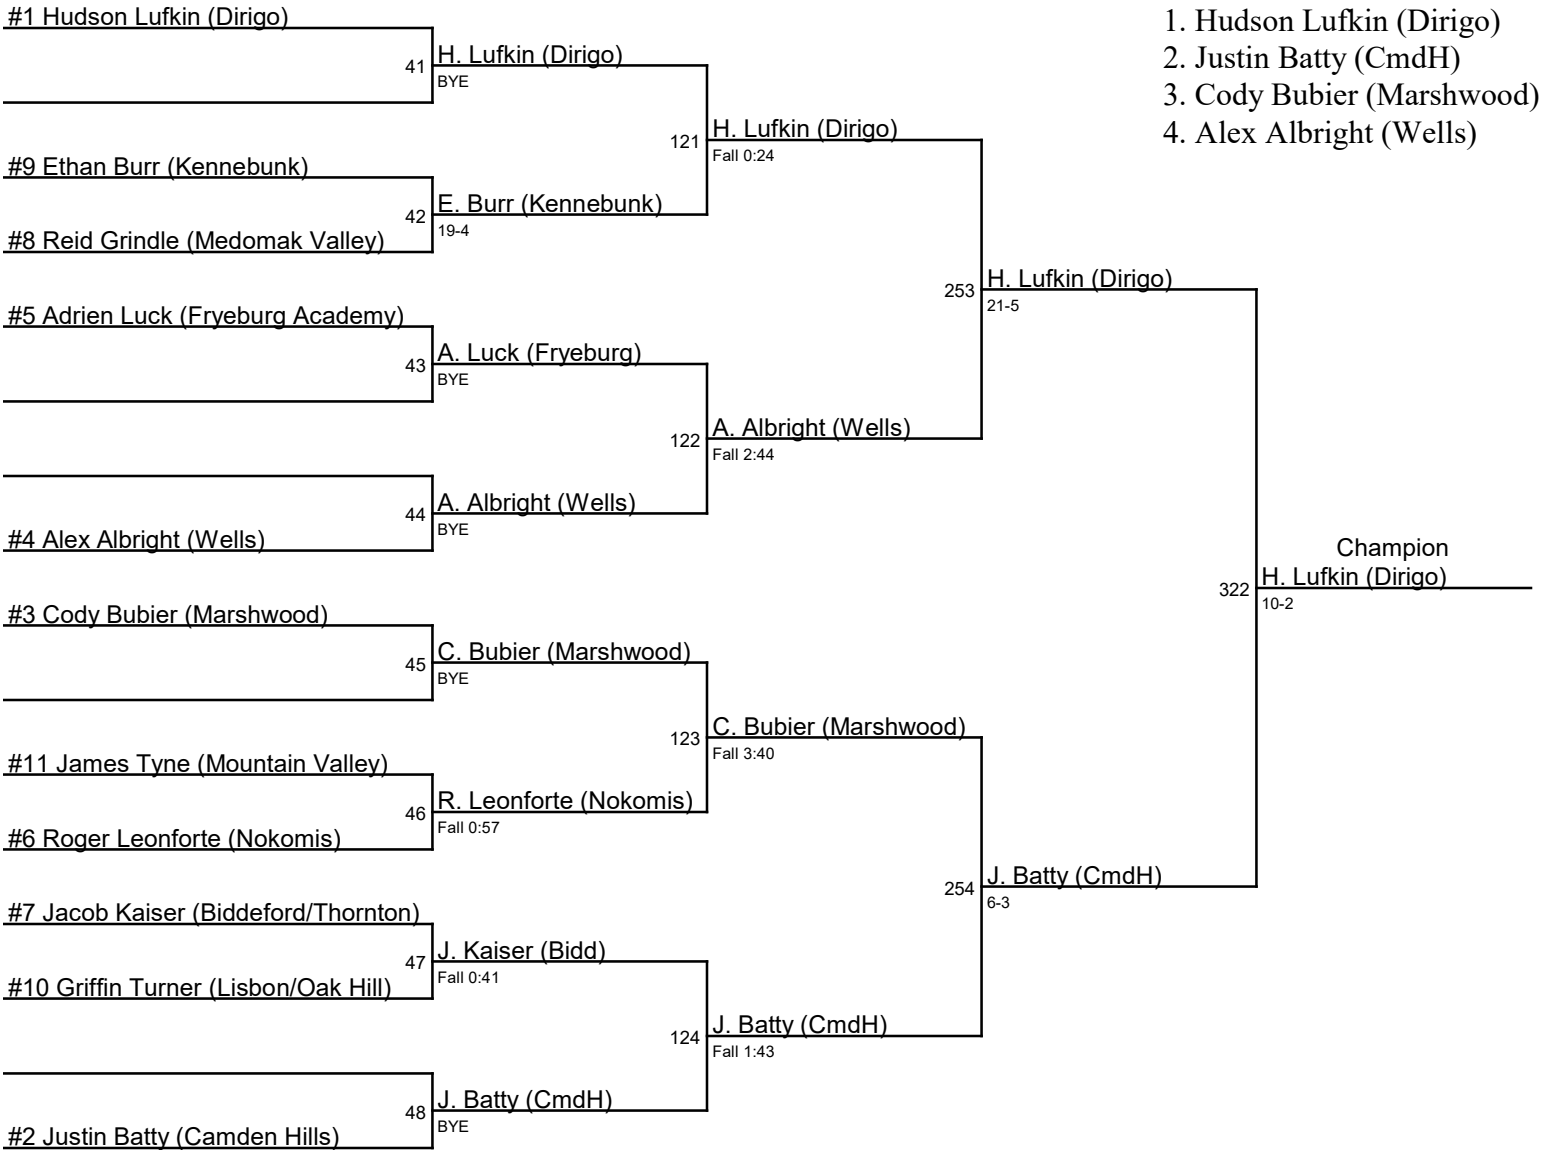 #1 Hudson Lufkin (Dirigo)
41
H. Lufkin (Dirigo)
BYE
#9 Ethan Burr (Kennebunk)
42
E. Burr (Kennebunk)
19-4
#8 Reid Grindle (Medomak Valley)
121
H. Lufkin (Dirigo)
Fall 0:24
#5 Adrien Luck (Fryeburg Academy)
43
A. Luck (Fryeburg)
BYE
122
A. Albright (Wells)
Fall 2:44
44
A. Albright (Wells)
BYE
#4 Alex Albright (Wells)
253
H. Lufkin (Dirigo)
21-5
#3 Cody Bubier (Marshwood)
45
C. Bubier (Marshwood)
BYE
123
C. Bubier (Marshwood)
Fall 3:40
#11 James Tyne (Mountain Valley)
46
R. Leonforte (Nokomis)
Fall 0:57
#6 Roger Leonforte (Nokomis)
#7 Jacob Kaiser (Biddeford/Thornton)
47
J. Kaiser (Bidd)
Fall 0:41
#10 Griffin Turner (Lisbon/Oak Hill)
124
J. Batty (CmdH)
Fall 1:43
48
J. Batty (CmdH)
BYE
#2 Justin Batty (Camden Hills)
254
J. Batty (CmdH)
6-3
Champion
322
H. Lufkin (Dirigo)
10-2
1. Hudson Lufkin (Dirigo)
2. Justin Batty (CmdH)
3. Cody Bubier (Marshwood)
4. Alex Albright (Wells)